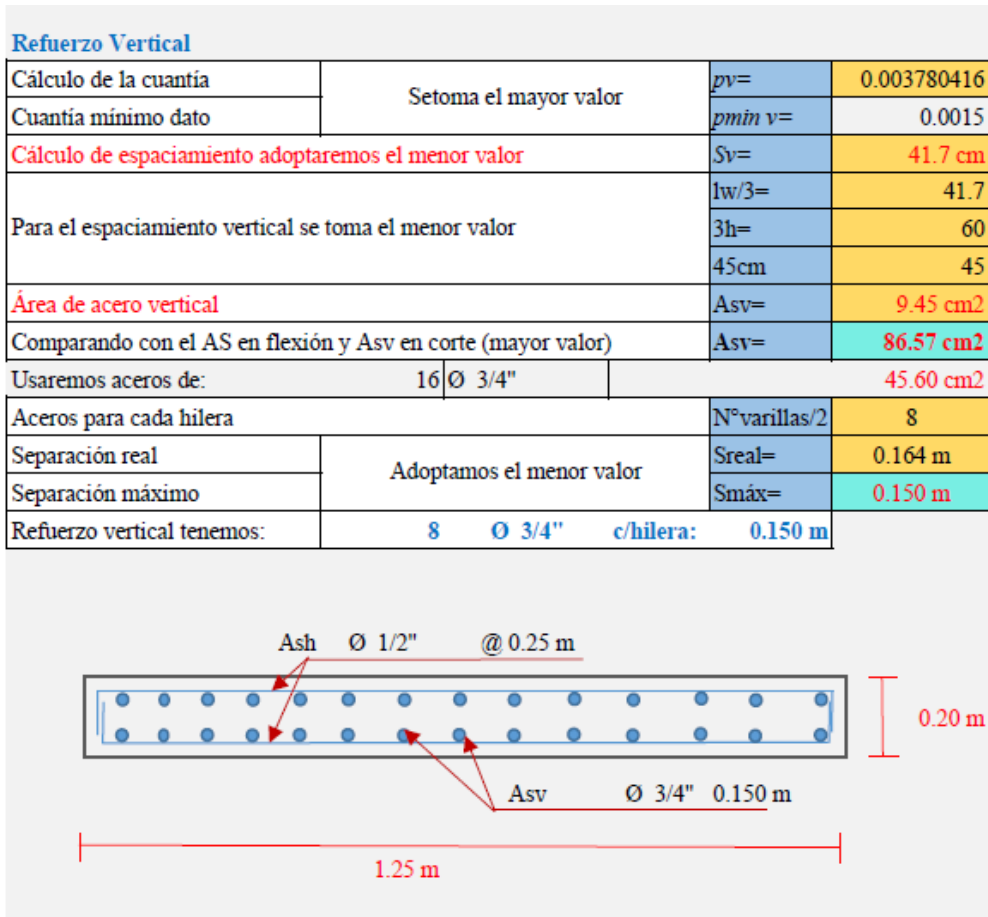 Refuerzo Vertical
Cálculo de la cuantía
Setoma el mayor valor
pv= 0.003780416
Cuantía mínimo dato
pmin v= 0.0015
Cálculo de espaciamiento adoptaremos el menor valor Sv= 41.7 cm
Para el espaciamiento vertical se toma el menor valor
lw/3= 41.7
3h= 60
45cm 45
Área de acero vertical Asv= 9.45 cm2
Comparando con el AS en flexión y Asv en corte (mayor valor) Asv= 86.57 cm2
Usaremos aceros de: 16 Ø 3/4" 45.60 cm2
Aceros para cada hilera N°varillas/2 8
Separación real
Adoptamos el menor valor
Sreal= 0.164 m
Separación máximo
Smáx= 0.150 m
Refuerzo vertical tenemos: 8 Ø 3/4" c/hilera: 0.150 m
Ash Ø 1/2" @ 0.25 m
0.20 m
Asv Ø 3/4" 0.150 m
1.25 m